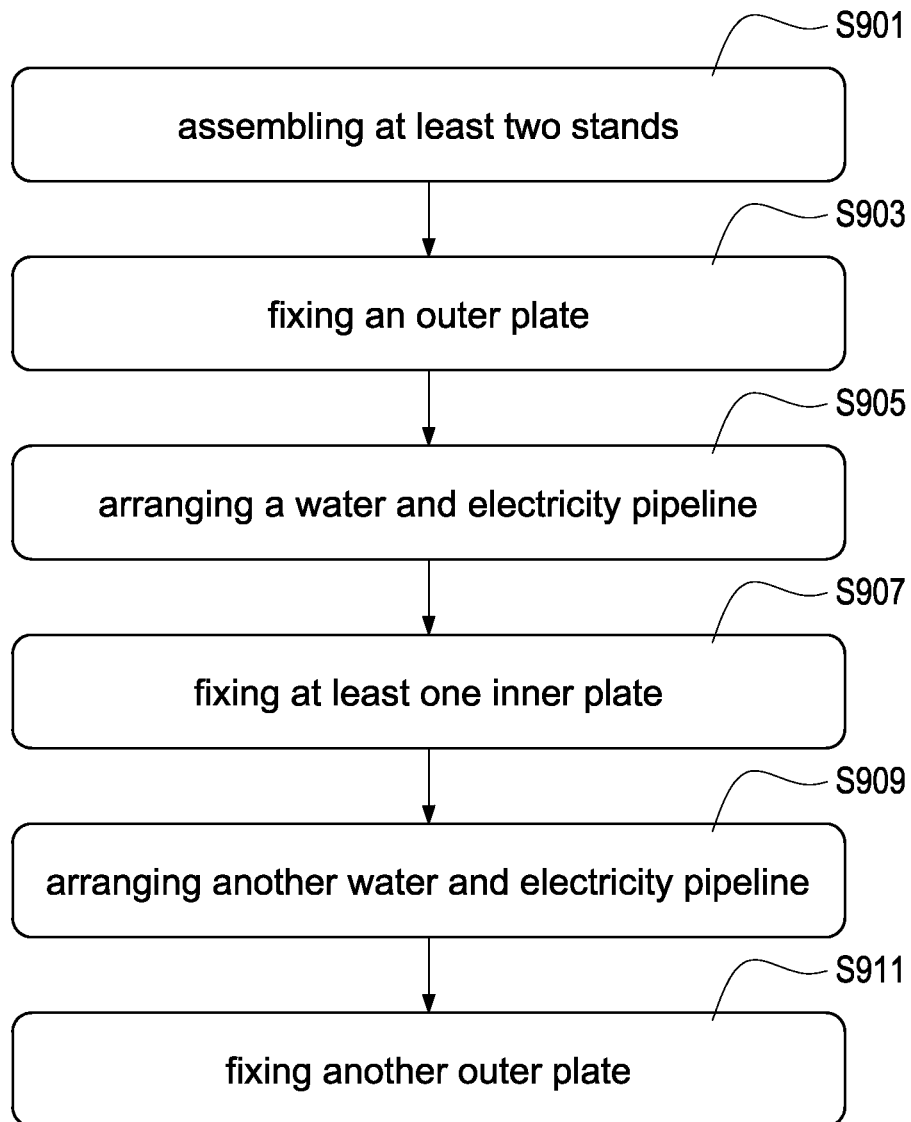 S901
assembling at least two stands
S903
fixing an outer plate
S905
arranging a water and electricity pipeline
S907
fixing at least one inner plate
S909
arranging another water and electricity pipeline
S911
fixing another outer plate